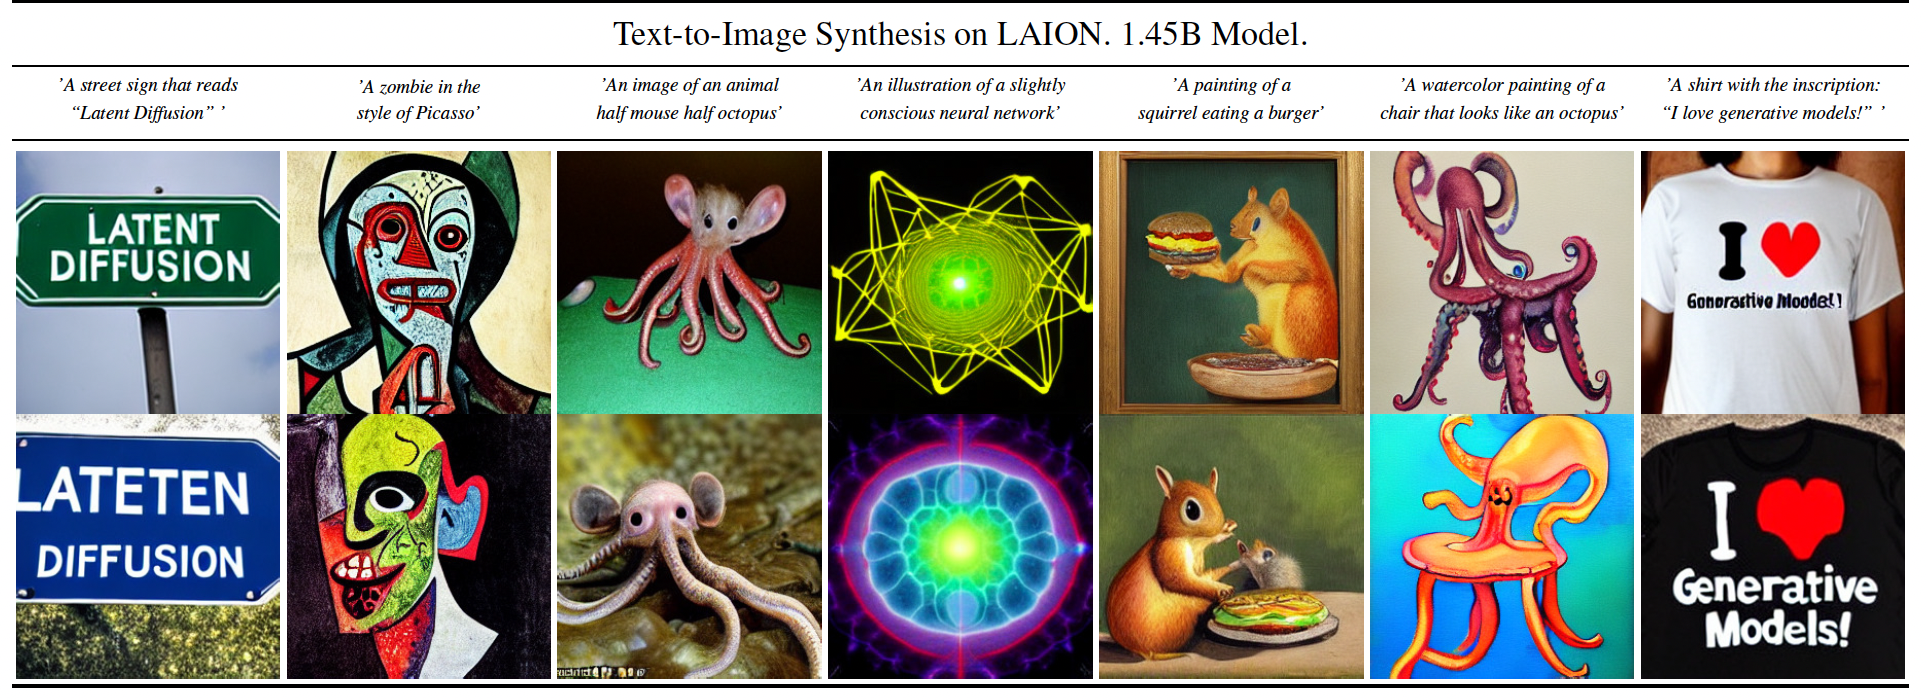 Text-to-Image Synthesis on LAION. 1.45B Model.
'A street sign that reads
“Latent Diffusion” '
'A zombie in the
style of Picasso'
'An image of an animal
half mouse half octopus'
'An illustration of a slightly
conscious neural network'
'A painting of a
squirrel eating a burger'
'A watercolor painting of a
chair that looks like an octopus'
'A shirt with the inscription:
“I love generative models!” '
LATENT
DIFFUSION
I
LATETEN
DIFFUSION
I
Generative
Models!